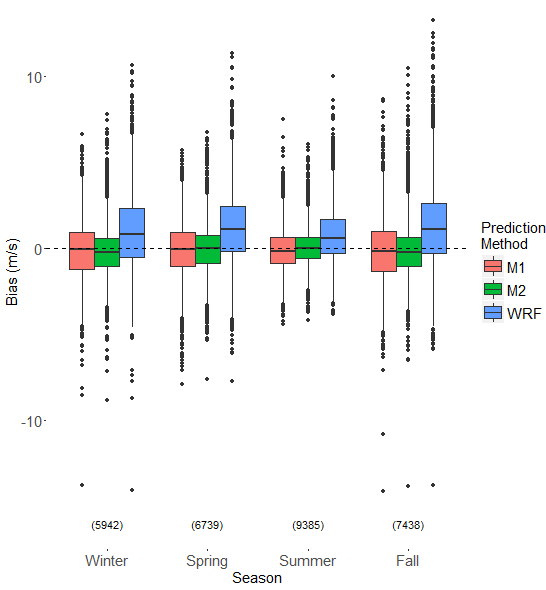 10
0
-10
Bias (m/s)
(5942) (6739) (9385) (7438)
Winter Spring Summer Fall
Season
Prediction
Method
M1
M2
WRF